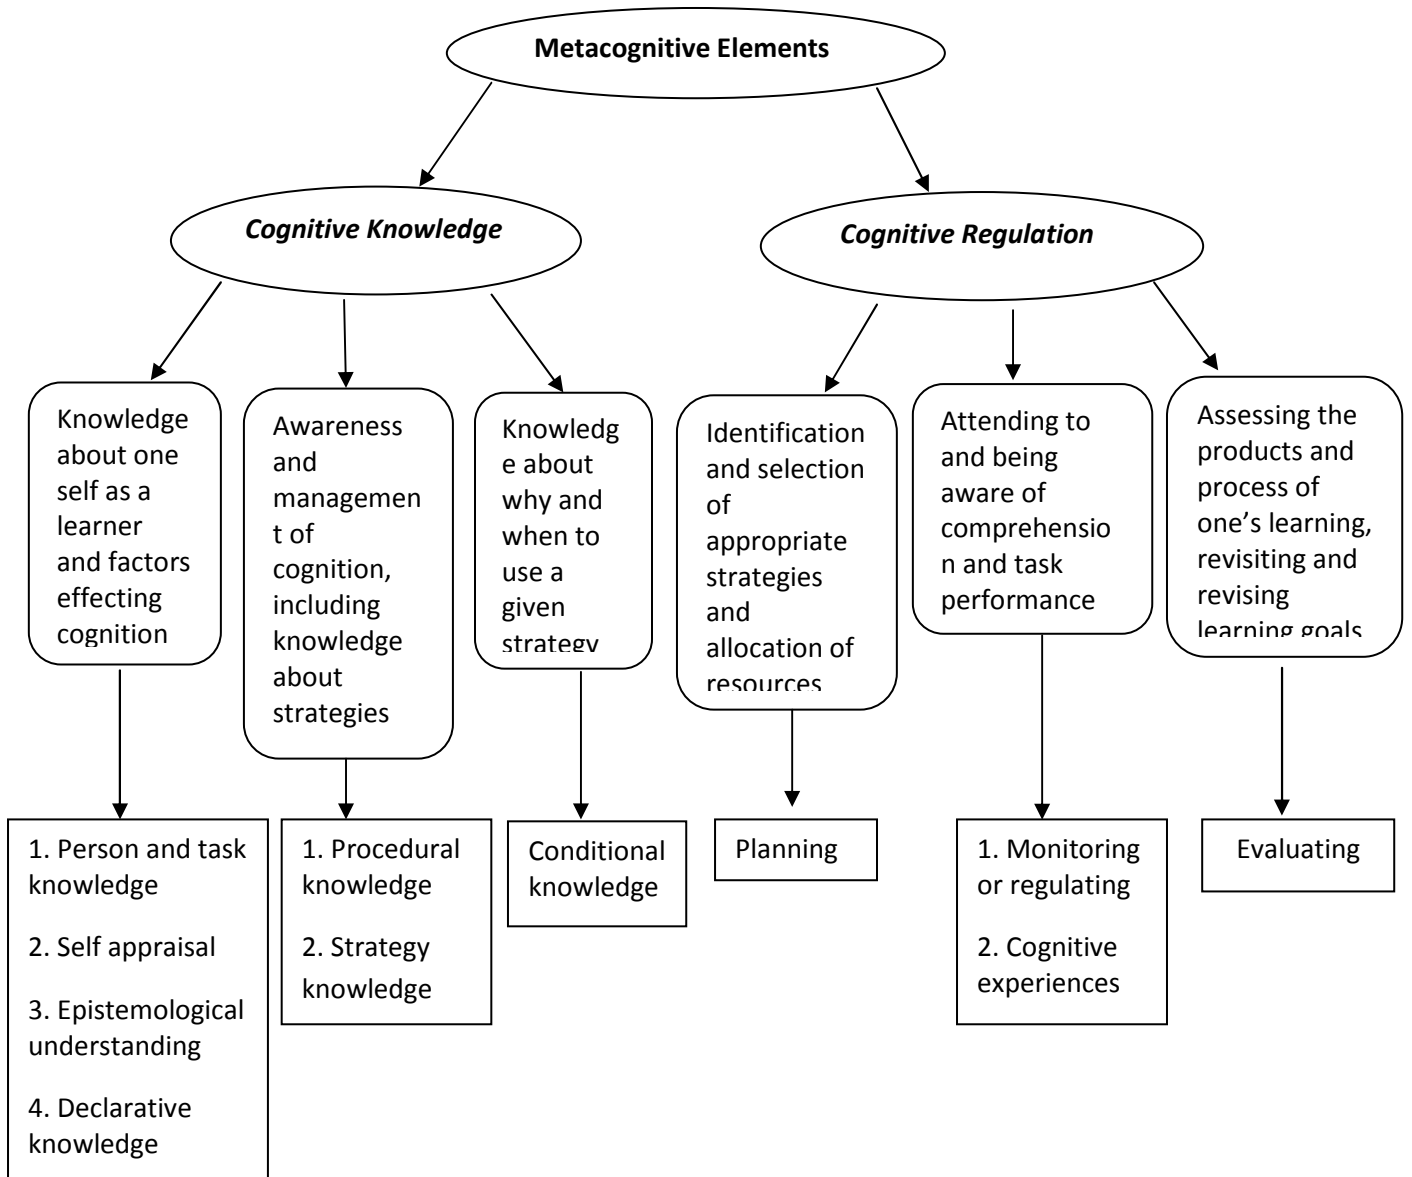 Metacognitive Elements
Cognitive Knowledge
Cognitive Regulation
Knowledge
about one
self as a
learner
and factors
effecting
cognition
Awareness
and
managemen
t of
cognition,
including
knowledge
about
strategies
Knowledg
e about
why and
when to
use a
given
strategy
Identification
and selection
of
appropriate
strategies
and
allocation of
resources
Attending to
and being
aware of
comprehensio
n and task
performance
Assessing the
products and
process of
one’s learning,
revisiting and
revising
learning goals
1. Person and task
knowledge
2. Self appraisal
3. Epistemological
understanding
4. Declarative
knowledge
1. Procedural
knowledge
2. Strategy
knowledge
Conditional
knowledge
Planning
1. Monitoring
or regulating
2. Cognitive
experiences
Evaluating